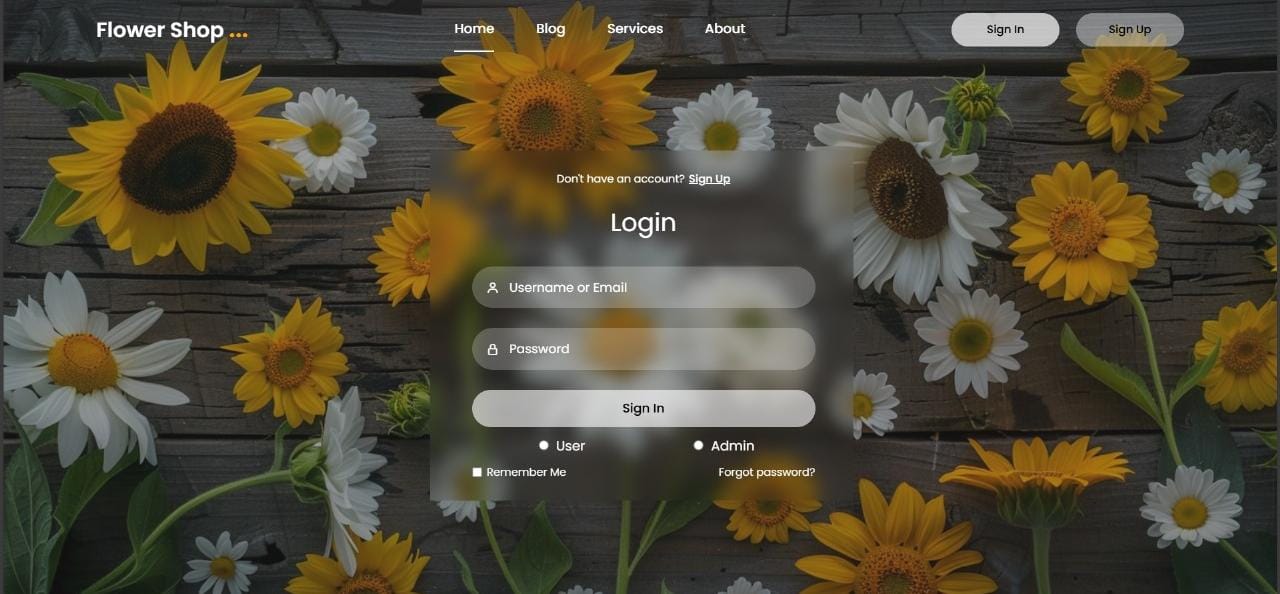 Flower Shop ...
Home Blog Services About
Sign In Sign Up
Don't have an account? Sign Up
Login
Username or Email
Password
Sign In
User Admin
Remember Me Forgot password?